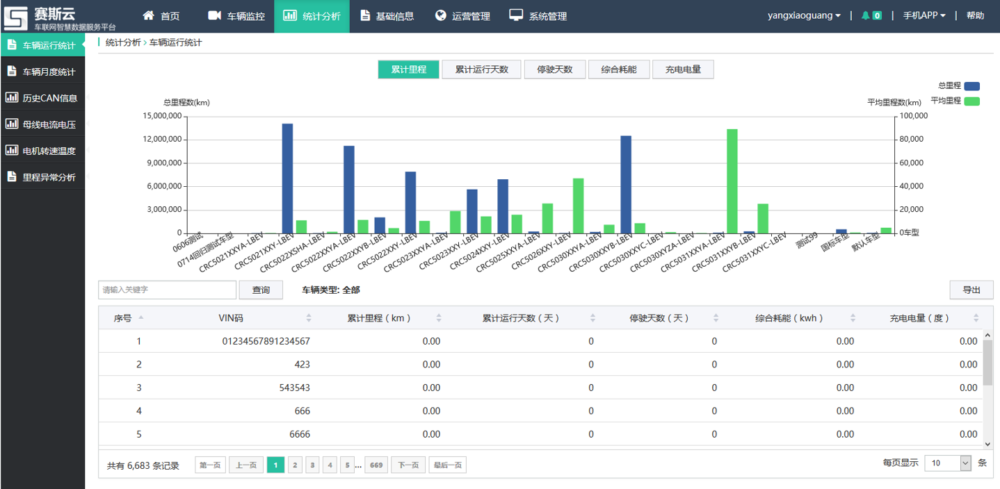 赛斯云
车联网智慧数据服务平台
首页
车辆监控
统计分析
基础信息
运营管理
系统管理
yangxiaoguang
0
手机APP
帮助
车辆运行统计
车辆月度统计
历史CAN信息
母线电流电压
电机转速温度
里程异常分析
统计分析 > 车辆运行统计
累计里程
累计运行天数
停驶天数
综合耗能
充电电量
总里程
平均里程
总里程数(km)
平均里程数(km)
15,000,000
12,000,000
9,000,000
6,000,000
3,000,000
0
100,000
80,000
60,000
40,000
20,000
0车型
0606测试
0714回归测试车型
CRC5021XXYA-LBEV
CRC5021XXY-LBEV
CRC5022XSHA-LBEV
CRC5022XXYA-LBEV
CRC5022XXYB-LBEV
CRC5022XXY-LBEV
CRC5023XXYA-LBEV
CRC5023XXY-LBEV
CRC5024XXY-LBEV
CRC5025XXYA-LBEV
CRC5026XXY-LBEV
CRC5030XXYA-LBEV
CRC5030XXYB-LBEV
CRC5030XXYC-LBEV
CRC5030XYZA-LBEV
CRC5031XXYA-LBEV
CRC5031XXYB-LBEV
CRC5031XXYC-LBEV
测试99
国标车型
默认车型
请输入关键字
查询
车辆类型: 全部
导出
序号 VIN码 累计里程（km） 累计运行天数（天） 停驶天数（天） 综合耗能（kwh） 充电电量（度）
1 01234567891234567 0.00 0 0 0.00 0.00
2 423 0.00 0 0 0.00 0.00
3 543543 0.00 0 0 0.00 0.00
4 666 0.00 0 0 0.00 0.00
5 6666 0.00 0 0 0.00 0.00
共有 6,683 条记录 第一页 上一页 1 2 3 4 5 ... 669 下一页 最后一页 每页显示 10 条